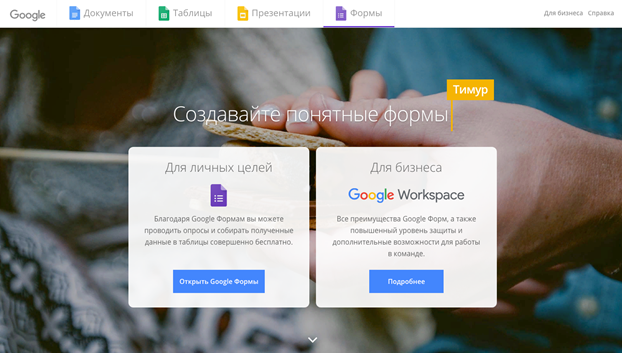 Google
Документы
Таблицы
Презентации
Формы
Для бизнеса Справка
Тимур
Создавайте понятные формы
Для личных целей
Благодаря Google Формам вы можете
проводить опросы и собирать полученные
данные в таблицы совершенно бесплатно.
Открыть Google Формы
Для бизнеса
Google Workspace
Все преимущества Google Форм, а также
повышенный уровень защиты и
дополнительные возможности для работы
в команде.
Подробнее